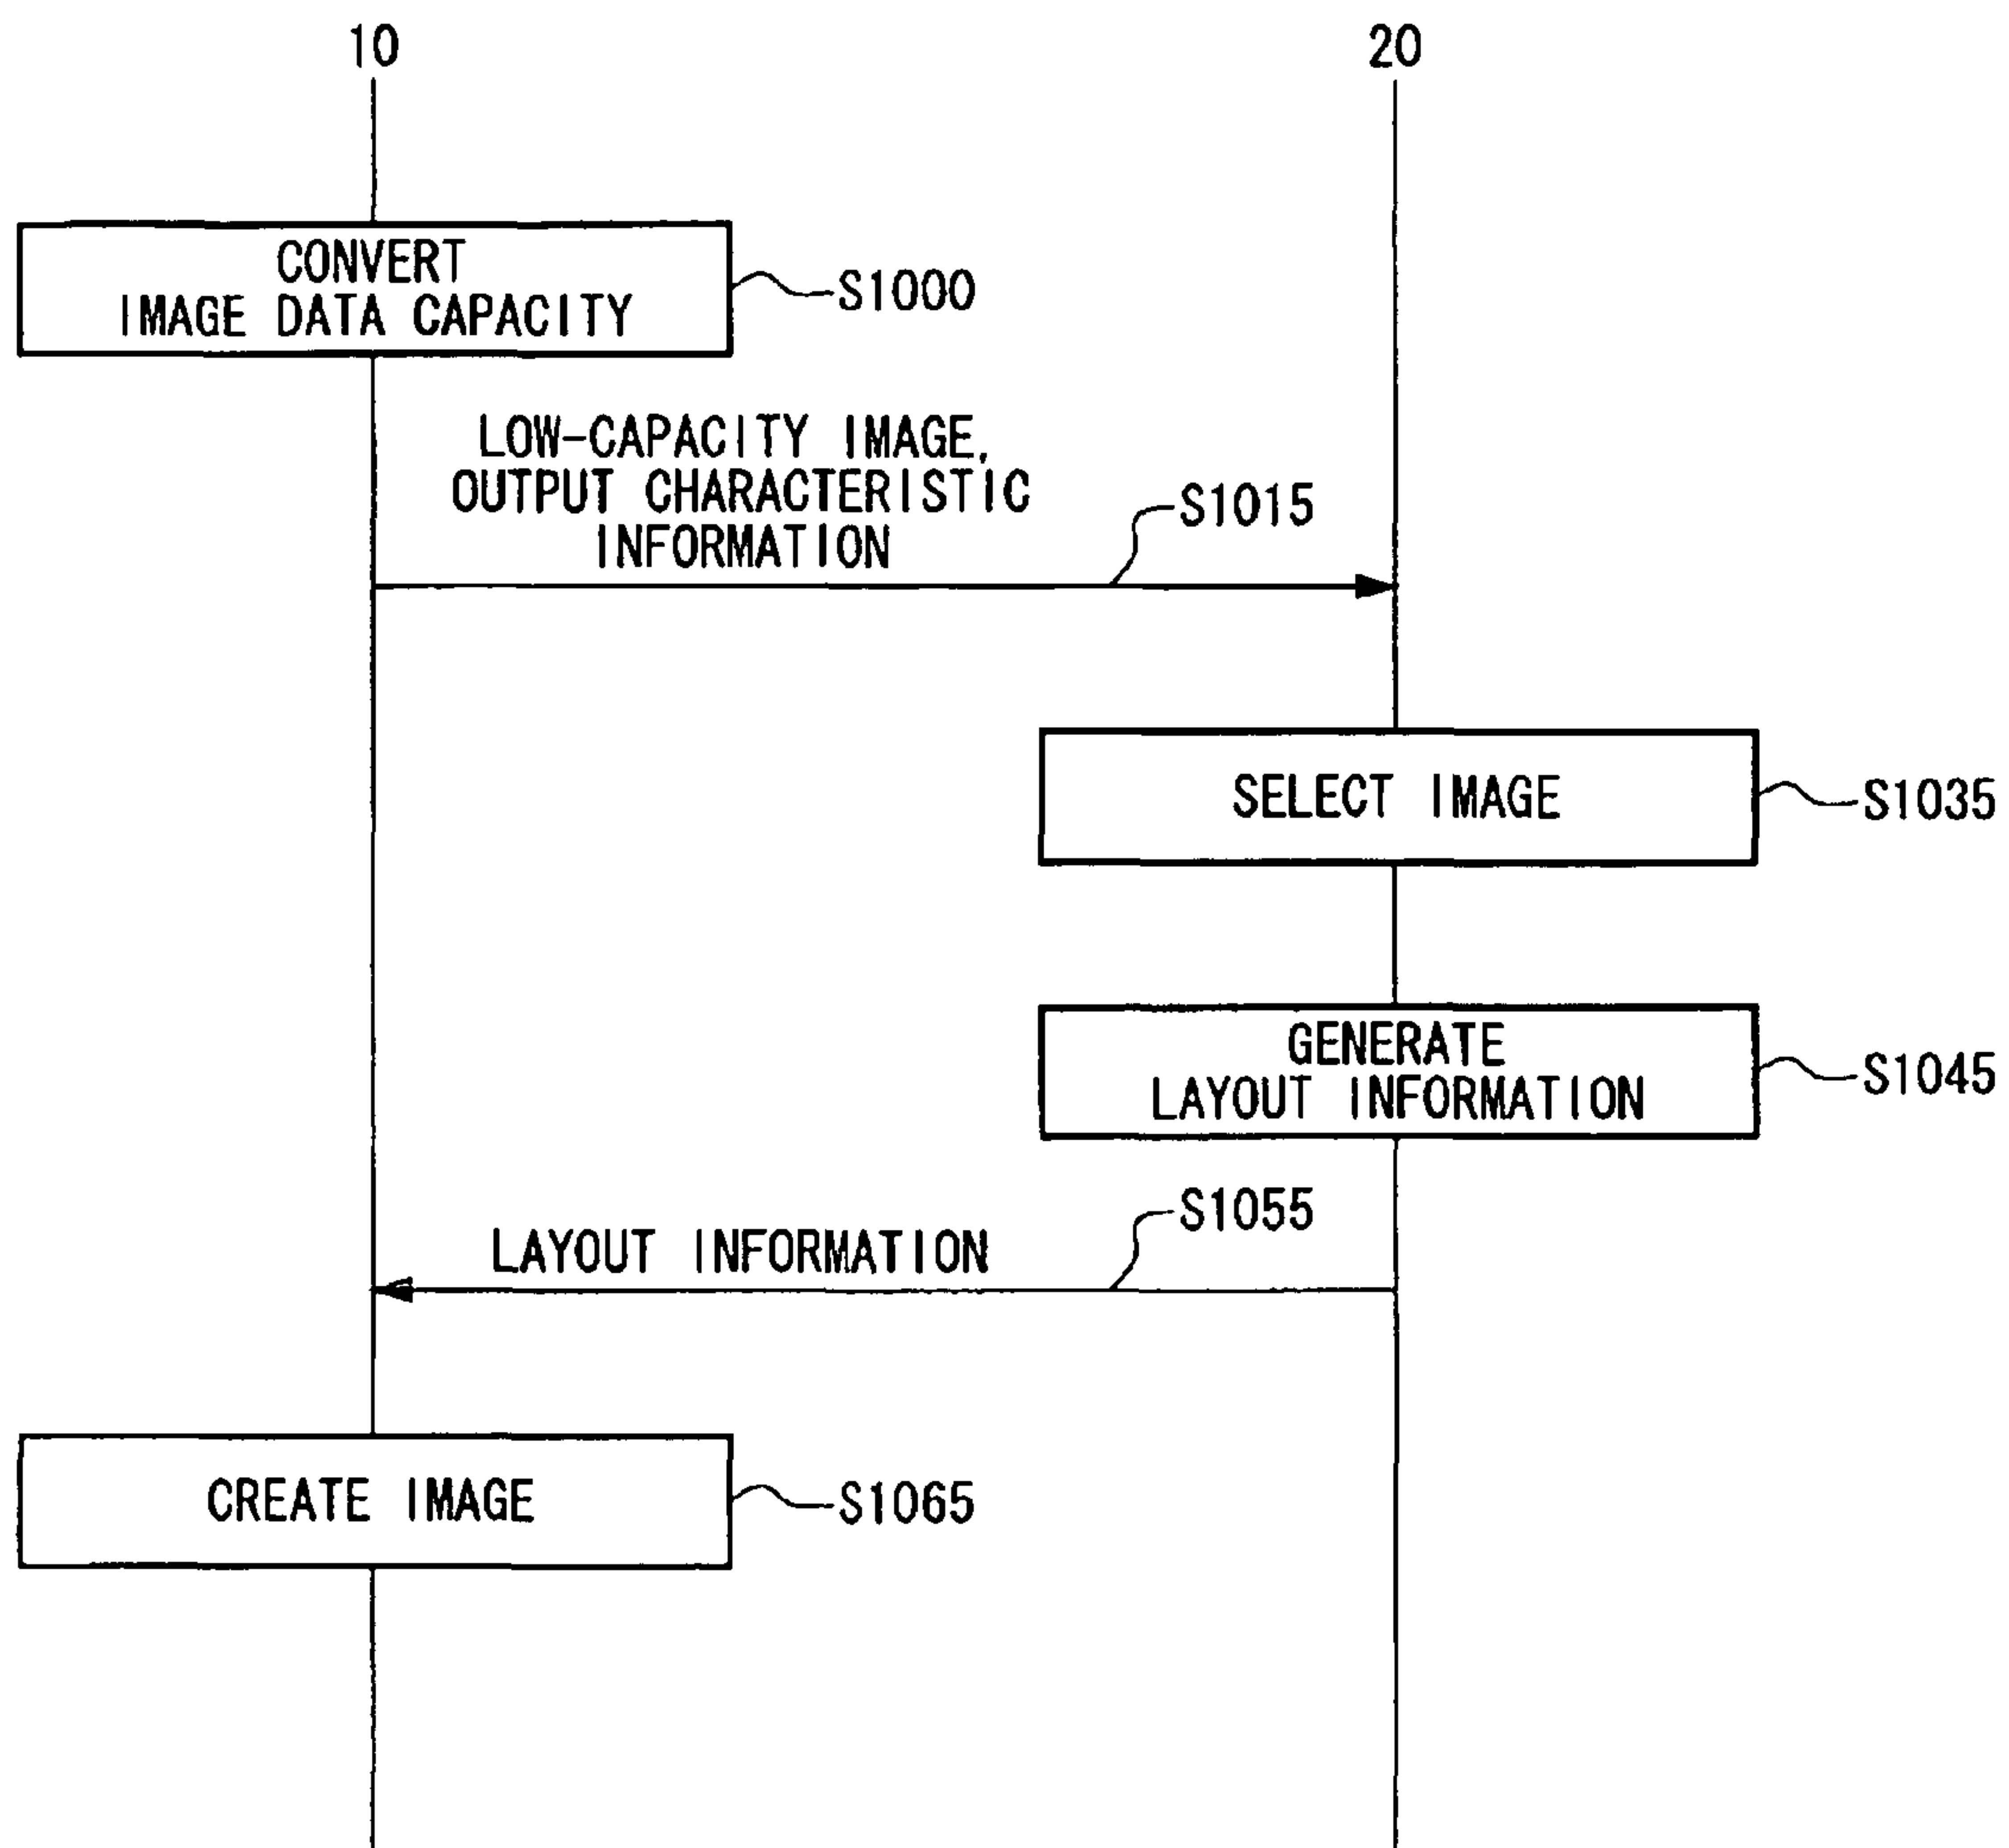 10
20
CONVERT
IMAGE DATA CAPACITY
S1000
LOW-CAPACITY IMAGE,
OUTPUT CHARACTERISTIC
INFORMATION
S1015
SELECT IMAGE
S1035
GENERATE
LAYOUT INFORMATION
S1045
S1055
LAYOUT INFORMATION
CREATE IMAGE
S1065